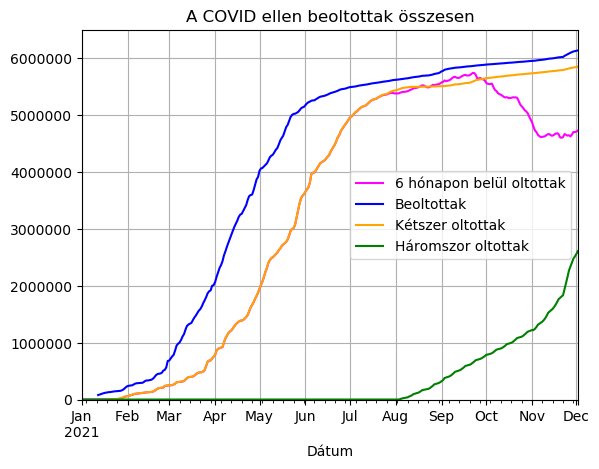 A COVID ellen beoltottak összesen
6000000
5000000
4000000
3000000
2000000
1000000
0
6 hónapon belül oltottak
Beoltottak
Kétszer oltottak
Háromszor oltottak
Jan Feb Mar Apr May Jun Jul Aug Sep Oct Nov Dec
2021
Dátum